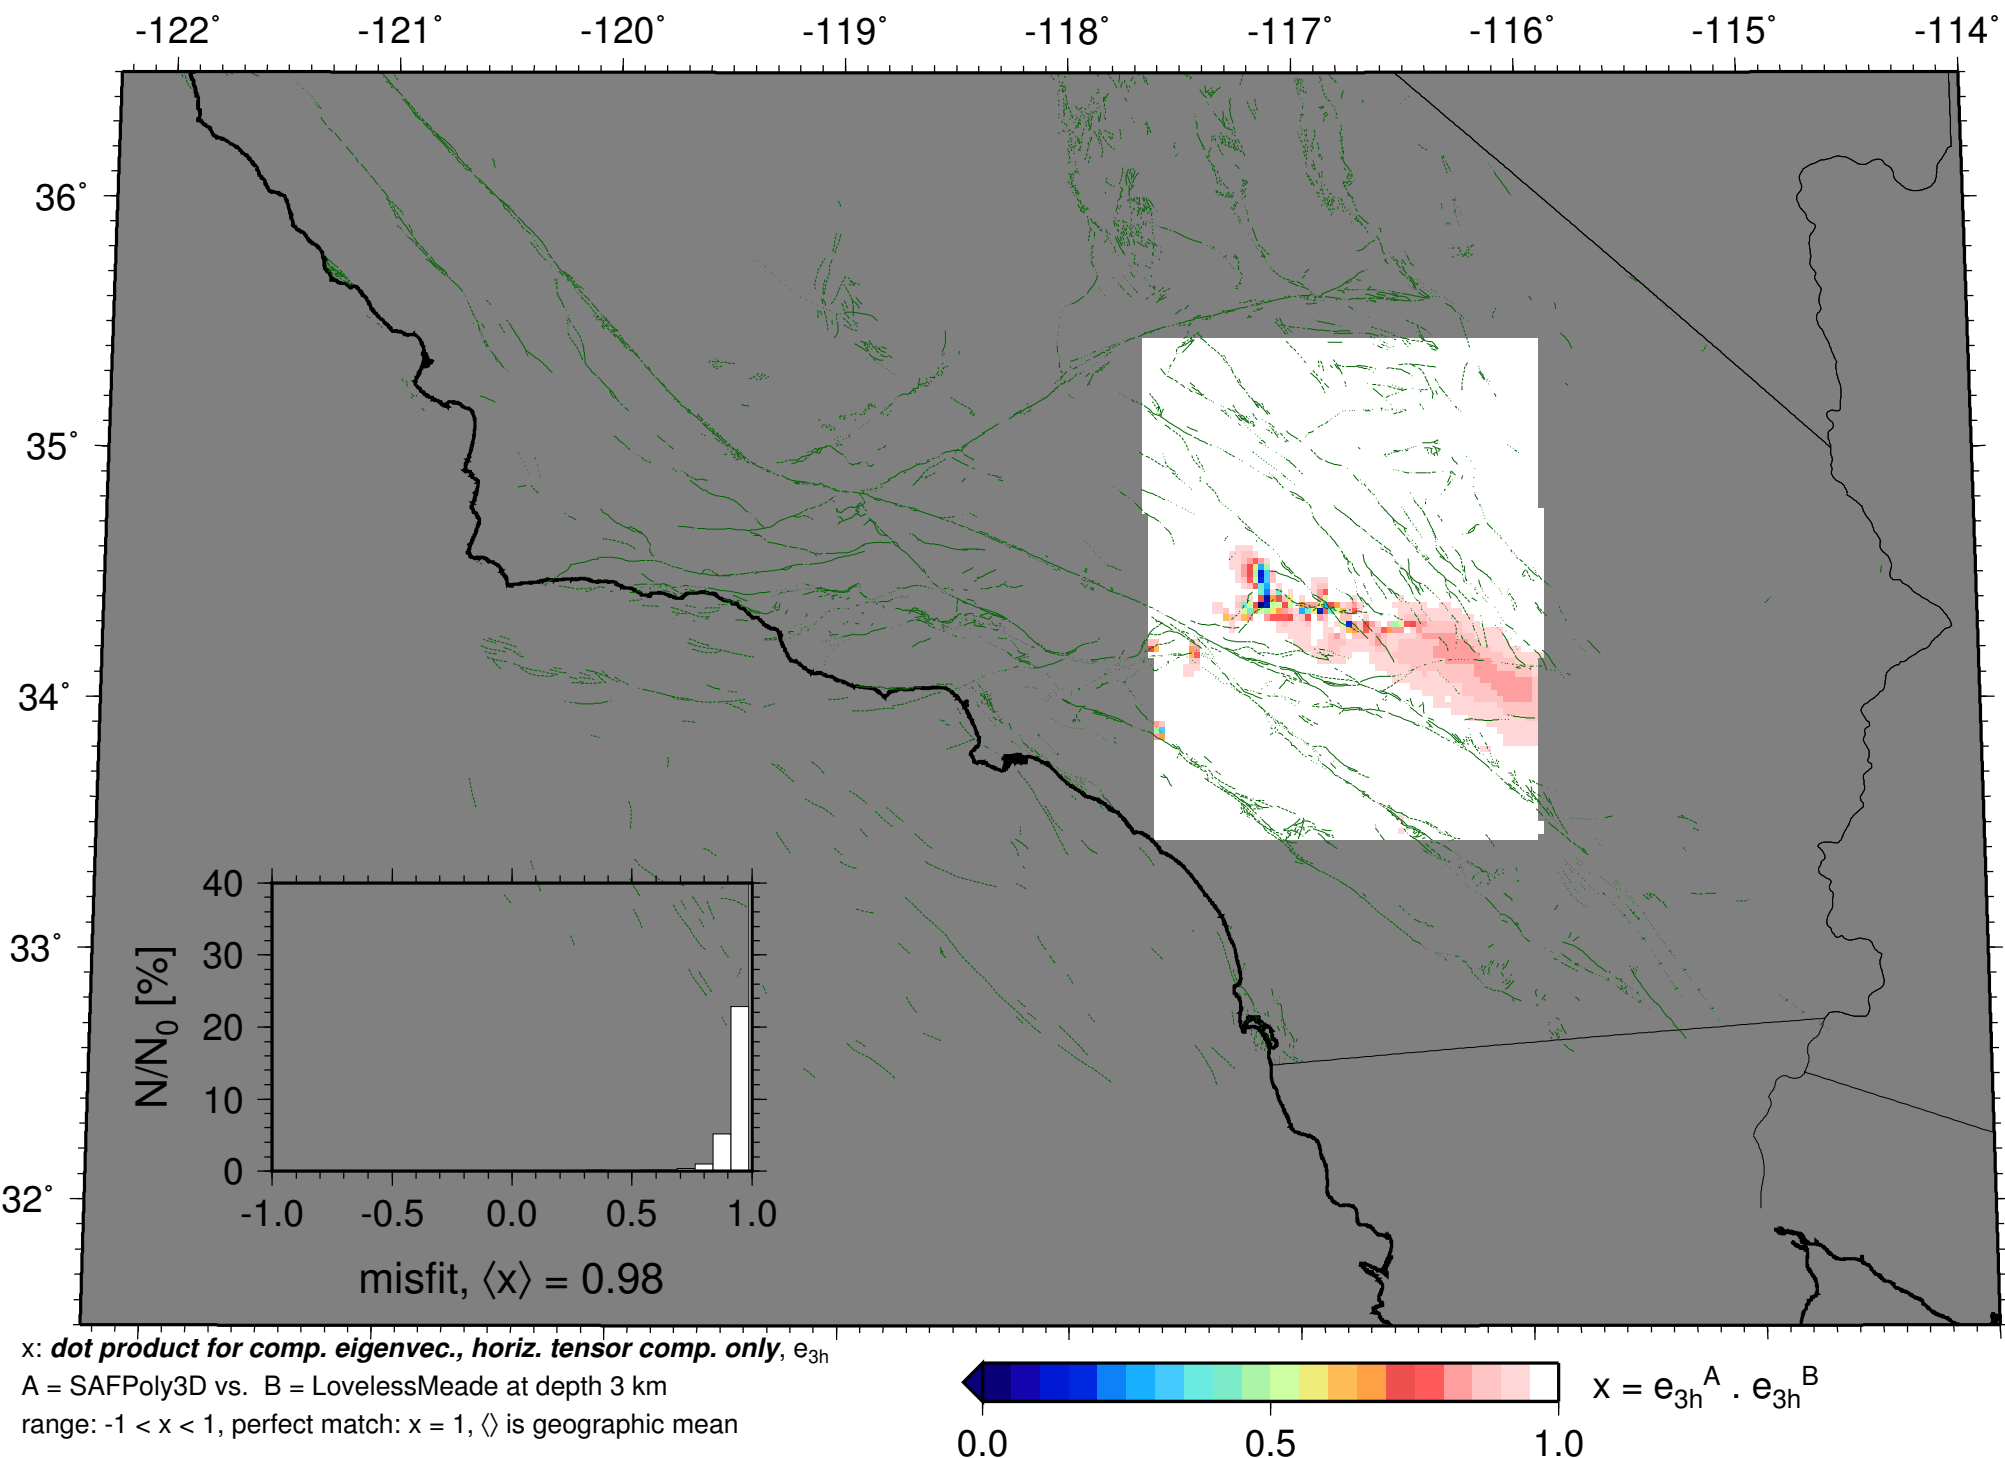 -122° -121° -120° -119° -118° -117° -116° -115° -114°
36°
35°
34°
33°
32°
40
30
20
10
0
N/N0 [%]
-1.0 -0.5 0.0 0.5 1.0
misfit, ⟨x⟩ = 0.98
x: dot product for comp. eigenvec., horiz. tensor comp. only, e3h
A = SAFPoly3D vs. B = LovelessMeade at depth 3 km
range: -1 < x < 1, perfect match: x = 1, ⟨⟩ is geographic mean
x = e3hA . e3hB
0.0 0.5 1.0